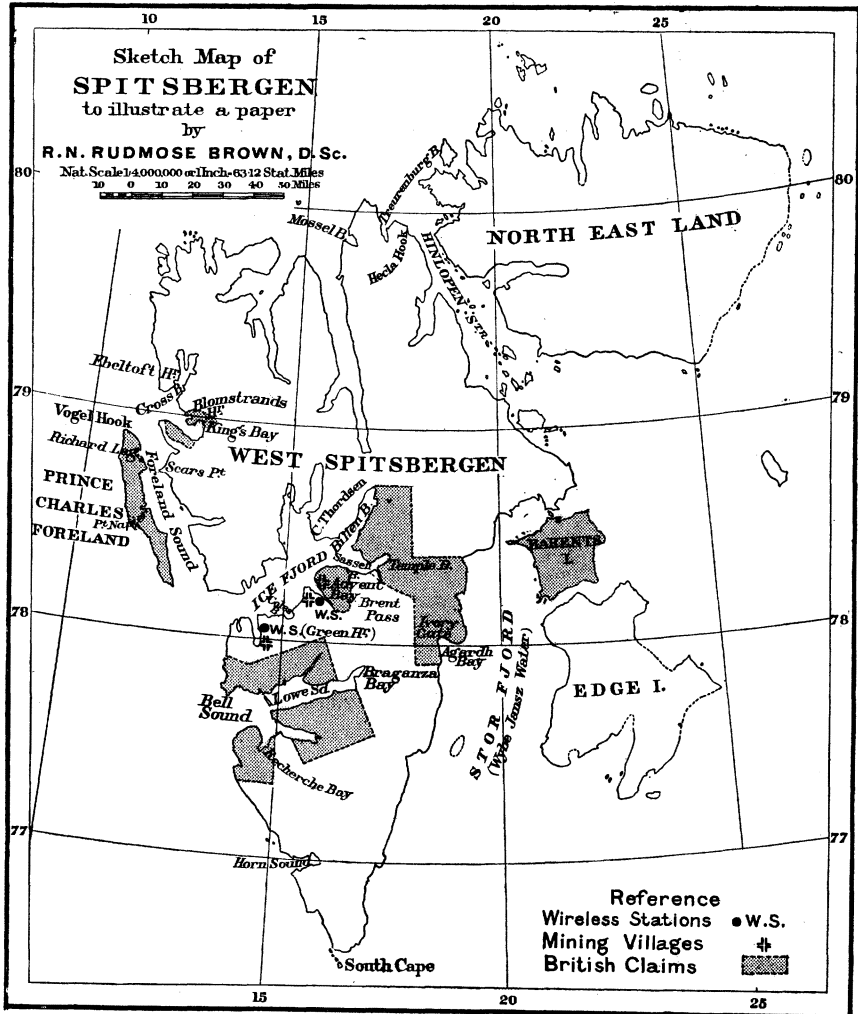 10 15 20 25
Sketch Map of
SPITSBERGEN
to illustrate a paper
by
R.N. RUDMOSE BROWN, D.Sc.
Nat. Scale 1/4,000,000 or 1 Inch=63·12 Stat. Miles
10 0 10 20 30 40 50 Miles
80
80
Treurenburg B.
Mossel B.
Hecla Hook
HINLOPEN STR.
NORTH EAST LAND
Ebeltoft Hr.
79
79
Cross B.
Blomstrands
Hr.
Vogel Hook
King's Bay
Richard Lag.
Scars Pt.
WEST SPITSBERGEN
PRINCE
CHARLES
FORELAND
Foreland Sound
C. Thordsen
Billen B.
Sassen
B.
Temple B.
BARENTS
I.
ICE FJORD
Advent
Bay
Brent
Pass
W.S.
78
78
W.S. (Green Hr.)
Agardh
Bay
STOR FJORD
(Wybe Jansz Water)
EDGE I.
Braganza
Bay
Lowe Sd.
Bell
Sound
Recherche Bay
77
77
Horn Sound
South Cape
Reference
Wireless Stations W.S.
Mining Villages
British Claims
15 20 25